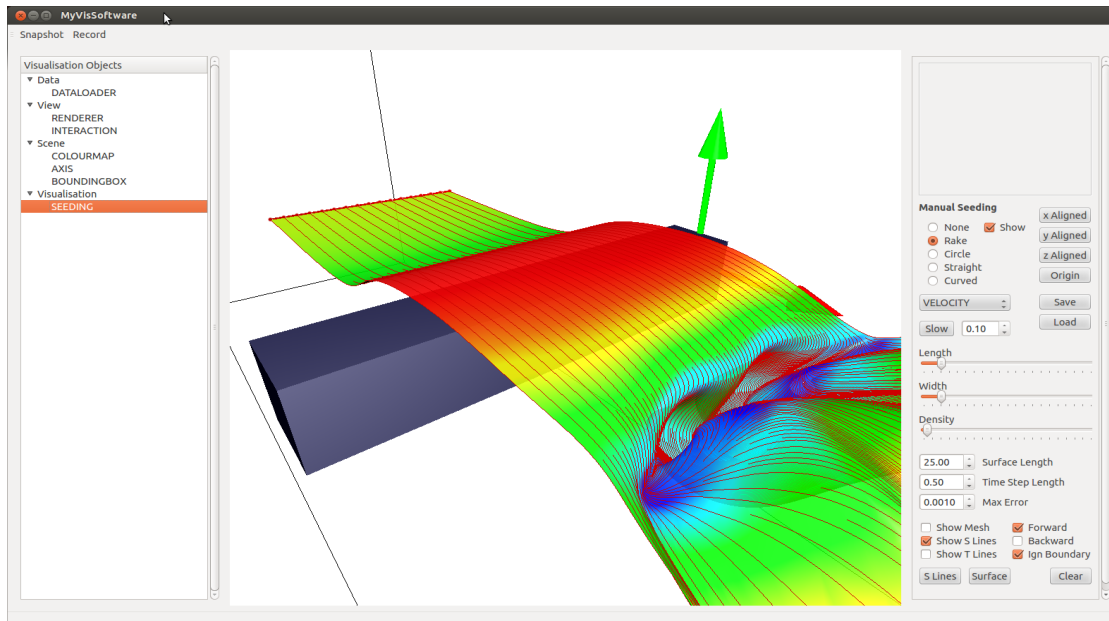 MyVisSoftware
Snapshot Record
Visualisation Objects
Data
DATALOADER
View
RENDERER
INTERACTION
Scene
COLOURMAP
AXIS
BOUNDINGBOX
Visualisation
SEEDING
Manual Seeding
None Show
Rake
Circle
Straight
Curved
x Aligned
y Aligned
z Aligned
Origin
VELOCITY
Save
Slow 0.10
Load
Length
Width
Density
25.00 Surface Length
0.50 Time Step Length
0.0010 Max Error
Show Mesh Forward
Show S Lines Backward
Show T Lines Ign Boundary
S Lines Surface Clear